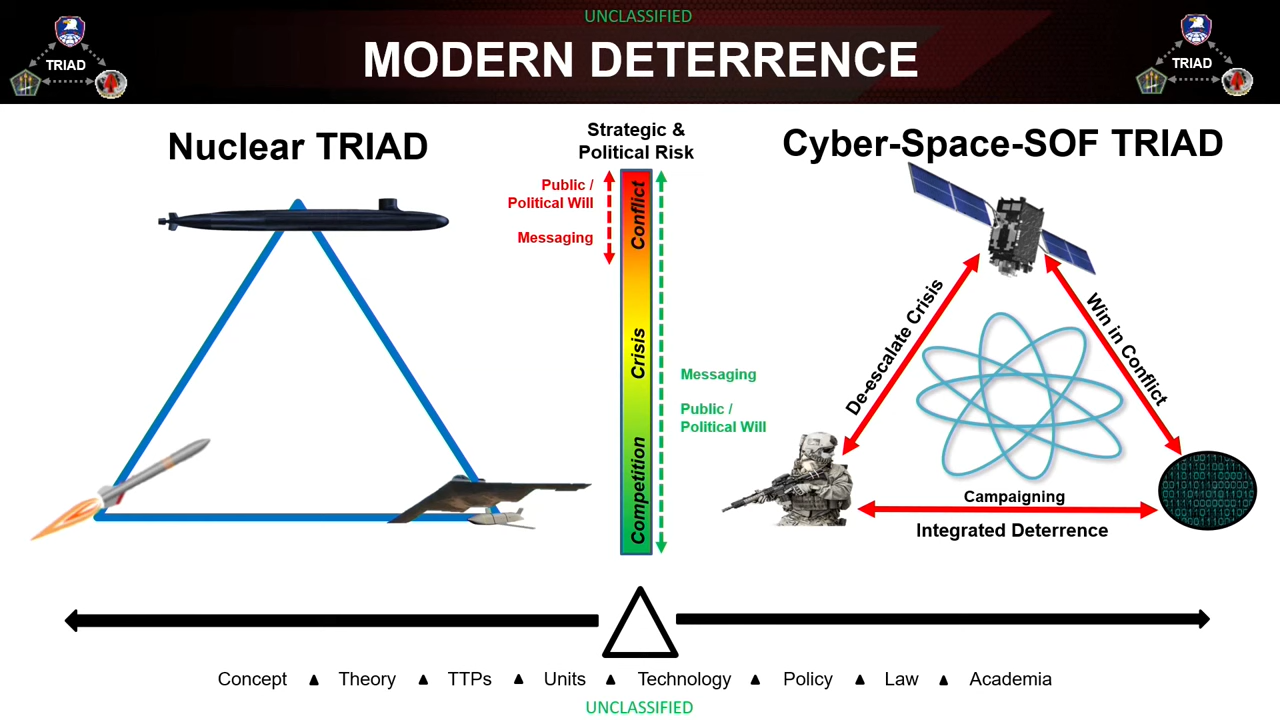 UNCLASSIFIED
TRIAD
MODERN DETERRENCE
TRIAD
Nuclear TRIAD
Strategic &
Political Risk
Cyber-Space-SOF TRIAD
Public /
Political Will
Messaging
Conflict
Crisis
Competition
Messaging
Public /
Political Will
De-escalate Crisis
Win in Conflict
Campaigning
Integrated Deterrence
Concept ▲ Theory ▲ TTPs ▲ Units ▲ Technology ▲ Policy ▲ Law ▲ Academia
UNCLASSIFIED